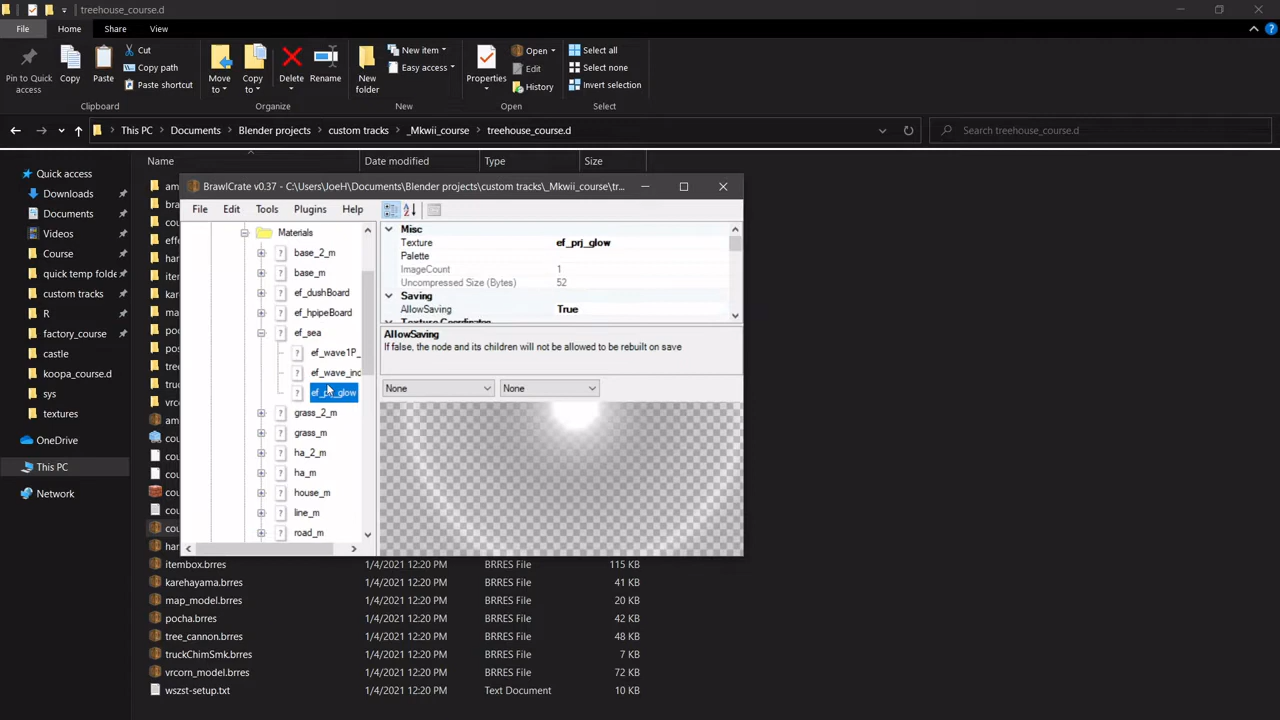 treehouse_course.d
File Home Share View
Pin to Quick access
Copy
Paste
Cut
Copy path
Paste shortcut
Clipboard
Move to
Copy to
Delete
Rename
Organize
New folder
New item
Easy access
New
Properties
Open
Edit
History
Open
Select all
Select none
Invert selection
Select
This PC > Documents > Blender projects > custom tracks > _Mkwii_course > treehouse_course.d
Search treehouse_course.d
Name Date modified Type Size
Quick access
Downloads
Documents
Videos
Course
quick temp folde
custom tracks
R
factory_course
castle
koopa_course.d
sys
textures
OneDrive
This PC
Network
BrawlCrate v0.37 - C:\Users\JoeH\Documents\Blender projects\custom tracks\_Mkwii_course\tr...
File Edit Tools Plugins Help
Materials
base_2_m
base_m
ef_dushBoard
ef_hpipeBoard
ef_sea
ef_wave1P_
ef_wave_inc
grass_2_m
grass_m
ha_2_m
ha_m
house_m
line_m
road_m
Misc
Texture ef_prj_glow
Palette
ImageCount 1
Uncompressed Size (Bytes) 52
Saving
AllowSaving True
Texture Coordinates
AllowSaving
If false, the node and its children will not be allowed to be rebuilt on save
None None
itembox.brres 1/4/2021 12:20 PM BRRES File 115 KB
karehayama.brres 1/4/2021 12:20 PM BRRES File 41 KB
map_model.brres 1/4/2021 12:20 PM BRRES File 20 KB
pocha.brres 1/4/2021 12:20 PM BRRES File 42 KB
tree_cannon.brres 1/4/2021 12:20 PM BRRES File 48 KB
truckChimSmk.brres 1/4/2021 12:20 PM BRRES File 7 KB
vrcorn_model.brres 1/4/2021 12:20 PM BRRES File 72 KB
wszst-setup.txt 1/4/2021 12:20 PM Text Document 10 KB